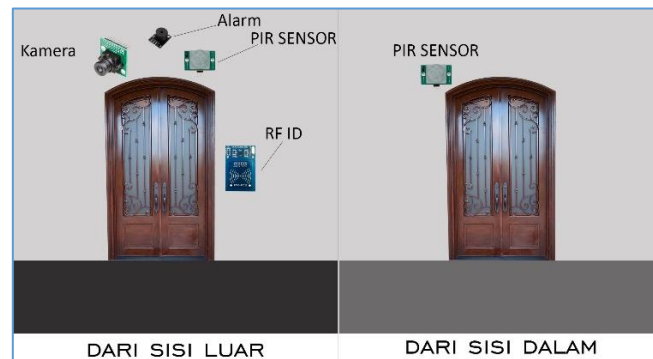 Alarm
PIR SENSOR
Kamera
RF ID
DARI SISI LUAR
PIR SENSOR
DARI SISI DALAM